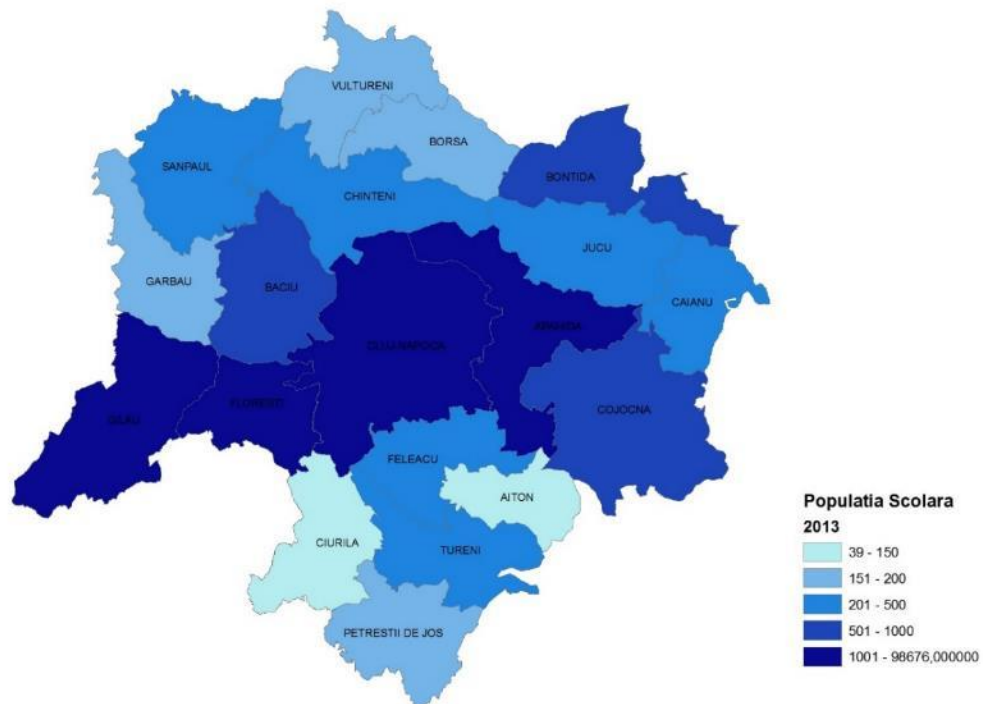 VULTURENI
BORSA
SANPAUL
BONTIDA
CHINTENI
JUCU
GARBAU
BACIU
CAIANU
APAHIDA
CLUJ-NAPOCA
GILAU
FLORESTI
COJOCNA
FELEACU
AITON
CIURILA
TURENI
PETRESTII DE JOS
Populatia Scolara
2013
39 - 150
151 - 200
201 - 500
501 - 1000
1001 - 98676,000000